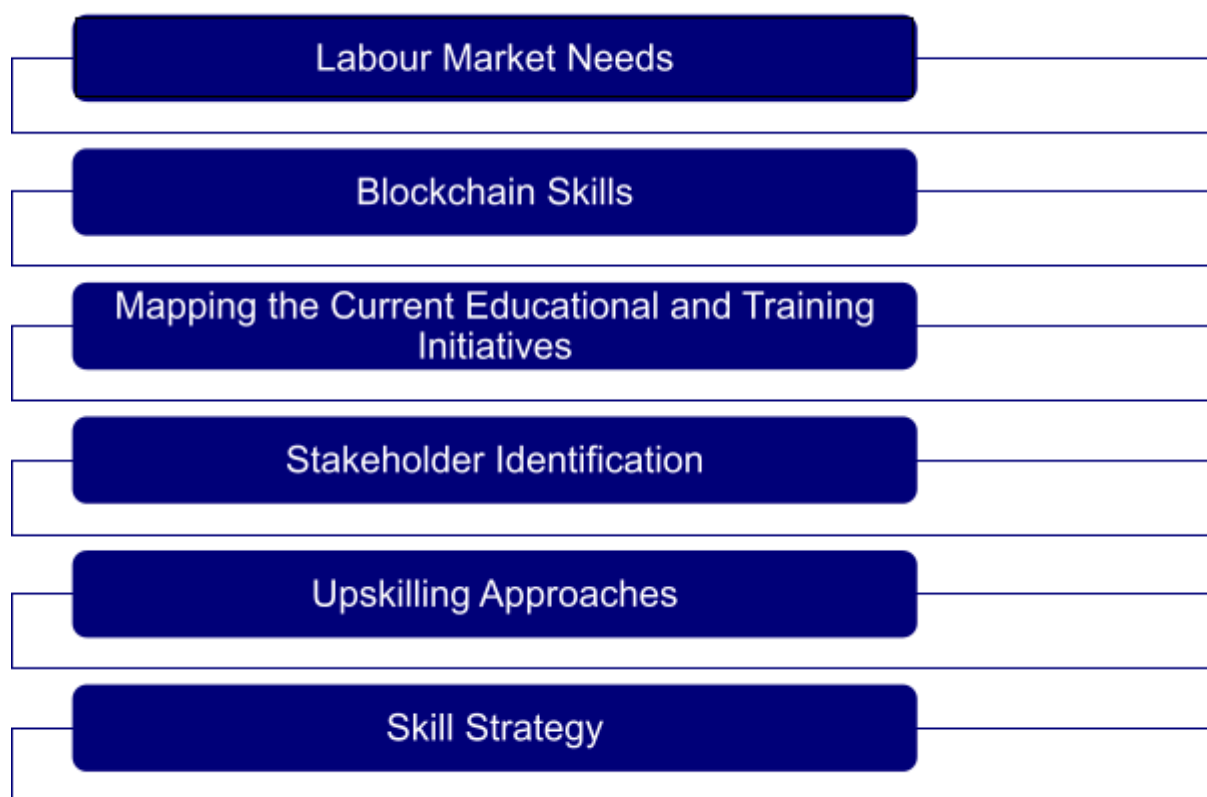 Labour Market Needs
Blockchain Skills
Mapping the Current Educational and Training
Initiatives
Stakeholder Identification
Upskilling Approaches
Skill Strategy